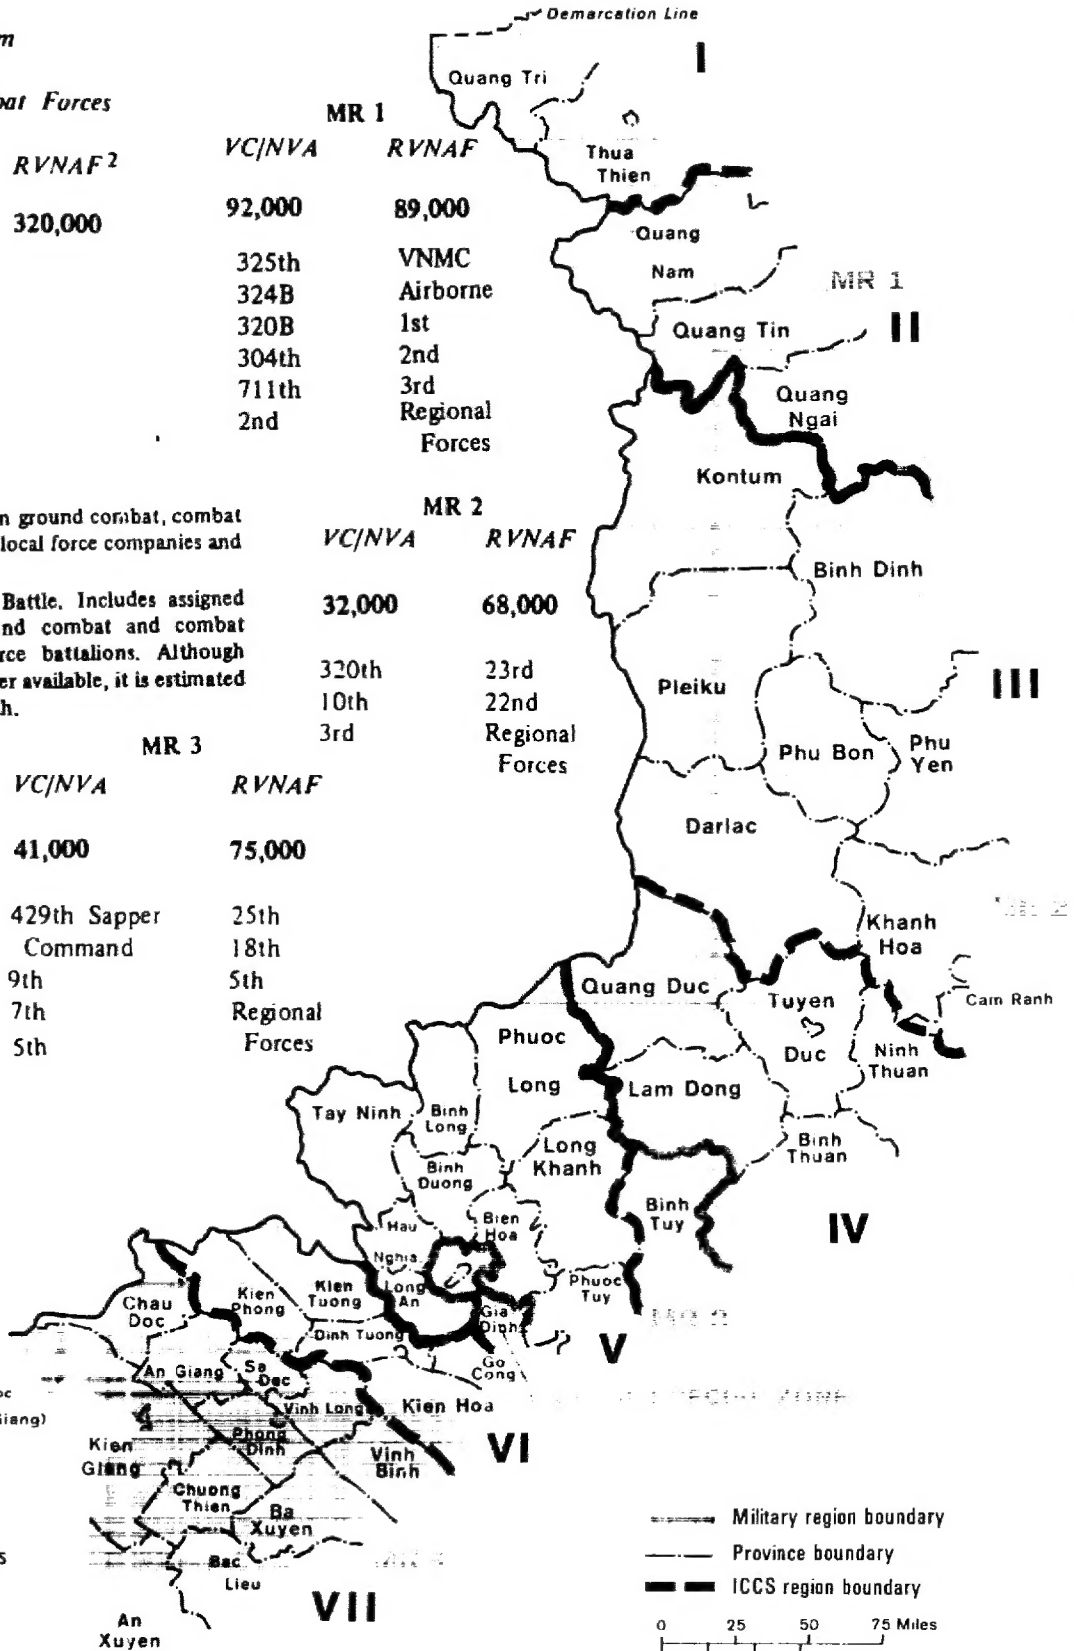 m
Demarcation Line
I
Quang Tri
bat Forces
RVNAF²
320,000
MR 1
VC/NVA RVNAF
92,000 89,000
325th VNMC
324B Airborne
320B 1st
304th 2nd
711th 3rd
2nd Regional
Forces
Thua
Thien
Quang
Nam
MR 1
Quang Tin
II
Quang
Ngai
Kontum
n ground combat, combat
local force companies and
Battle. Includes assigned
nd combat and combat
rce battalions. Although
er available, it is estimated
h.
MR 2
VC/NVA RVNAF
32,000 68,000
320th 23rd
10th 22nd
3rd Regional
Forces
Binh Dinh
Pleiku
III
Phu Bon
Phu
Yen
Darlac
MR 3
VC/NVA RVNAF
41,000 75,000
429th Sapper 25th
Command 18th
9th 5th
7th Regional
5th Forces
Khanh
Hoa
Quang Duc
Tuyen
Duc
Cam Ranh
Ninh
Thuan
Phuoc
Long
Lam Dong
Tay Ninh
Binh
Long
Long
Khanh
Binh
Thuan
Binh
Duong
Binh
Tuy
Hau
Nghia
Bien
Hoa
IV
Phuoc
Tuy
Long
An
Gia
Dinh
V
Chau
Doc
Kien
Phong
Kien
Tuong
Dinh Tuong
Go
Cong
An Giang
Sa
Dec
oc
Giang)
Vinh Long
Kien Hoa
ZONE
Kien
Giang
Phong
Dinh
Vinh
Binh
VI
Chuong
Thien
Ba
Xuyen
s
Bac
Lieu
VII
An
Xuyen
Military region boundary
Province boundary
ICCS region boundary
0 25 50 75 Miles